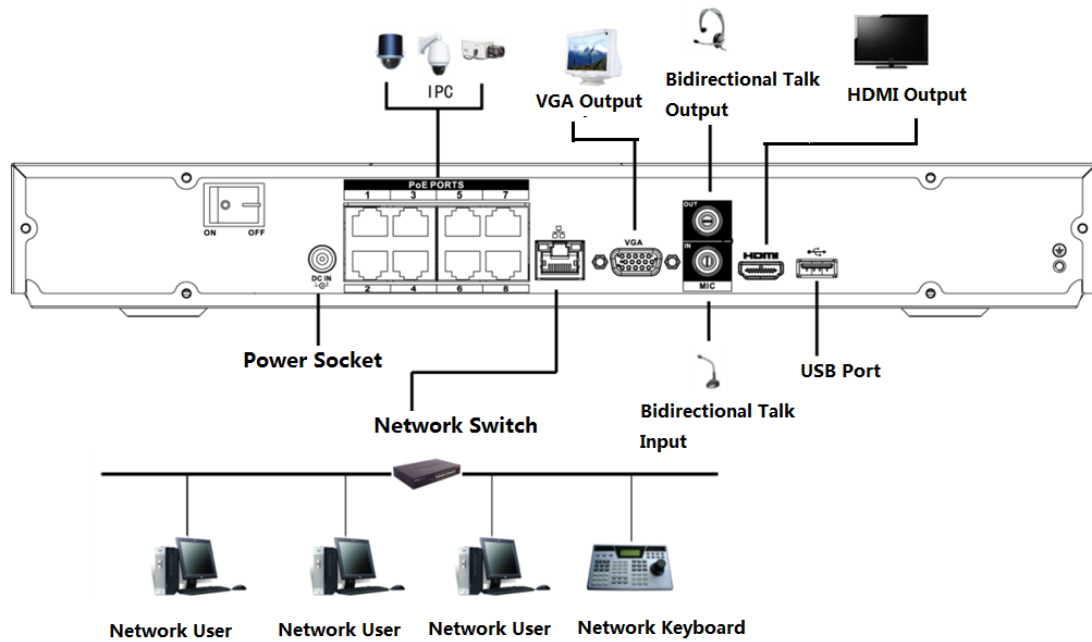 IPC
VGA Output
Bidirectional Talk
Output
HDMI Output
PoE PORTS
1 3 5 7
ON OFF
DC IN
2 4 6 8
VGA
OUT
IN
MIC
HDMI
Power Socket
USB Port
Network Switch
Bidirectional Talk
Input
Network User
Network User
Network User
Network Keyboard